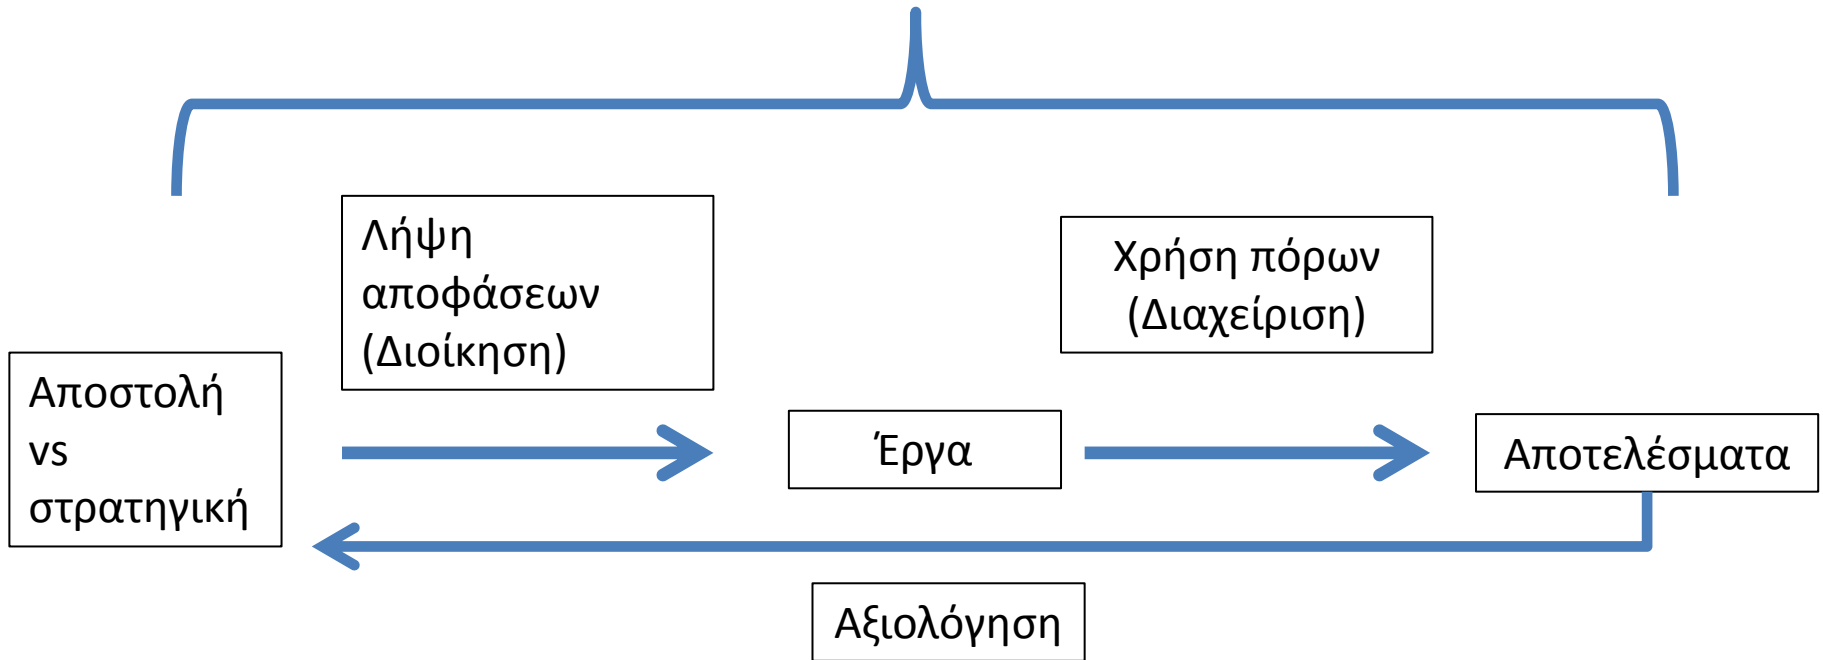 Λήψη
αποφάσεων
(Διοίκηση)
Χρήση πόρων
(Διαχείριση)
Αποστολή
vs
στρατηγική
Έργα
Αποτελέσματα
Αξιολόγηση